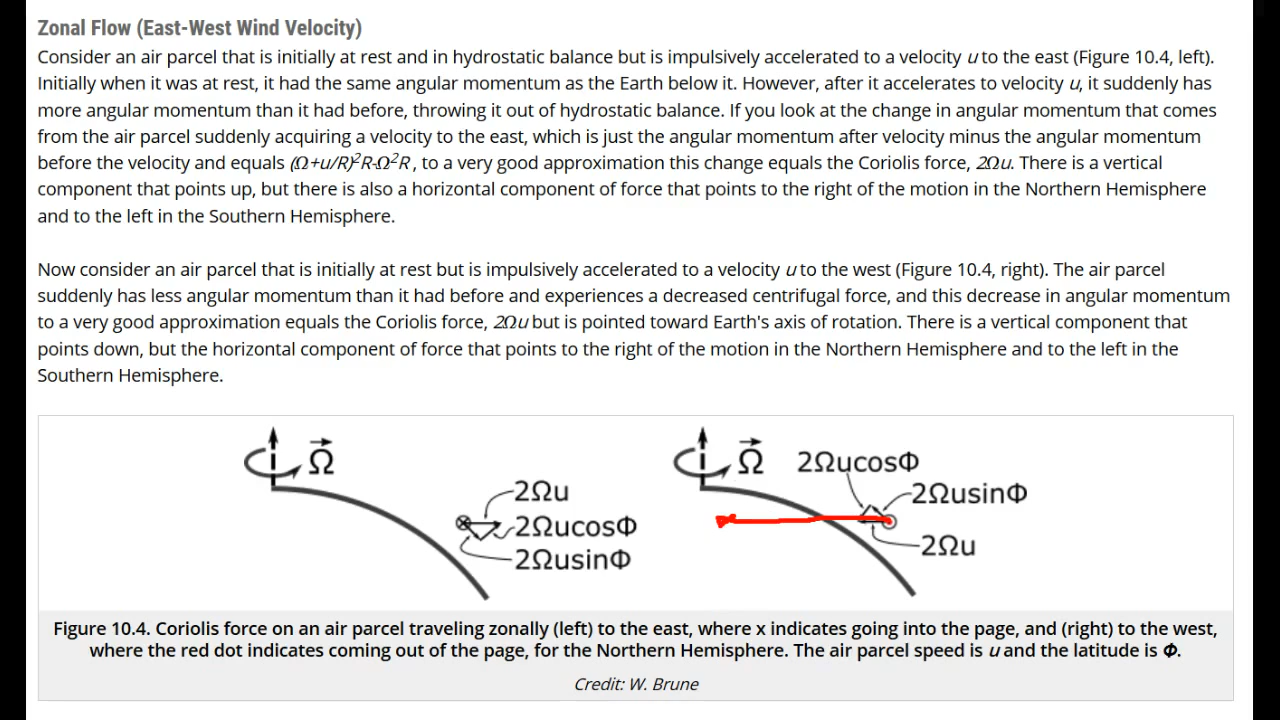 Zonal Flow (East-West Wind Velocity)
Consider an air parcel that is initially at rest and in hydrostatic balance but is impulsively accelerated to a velocity u to the east (Figure 10.4, left).
Initially when it was at rest, it had the same angular momentum as the Earth below it. However, after it accelerates to velocity u, it suddenly has
more angular momentum than it had before, throwing it out of hydrostatic balance. If you look at the change in angular momentum that comes
from the air parcel suddenly acquiring a velocity to the east, which is just the angular momentum after velocity minus the angular momentum
before the velocity and equals (Ω+u/R)²R-Ω²R, to a very good approximation this change equals the Coriolis force, 2Ωu. There is a vertical
component that points up, but there is also a horizontal component of force that points to the right of the motion in the Northern Hemisphere
and to the left in the Southern Hemisphere.
Now consider an air parcel that is initially at rest but is impulsively accelerated to a velocity u to the west (Figure 10.4, right). The air parcel
suddenly has less angular momentum than it had before and experiences a decreased centrifugal force, and this decrease in angular momentum
to a very good approximation equals the Coriolis force, 2Ωu but is pointed toward Earth's axis of rotation. There is a vertical component that
points down, but the horizontal component of force that points to the right of the motion in the Northern Hemisphere and to the left in the
Southern Hemisphere.
Ω
2Ωu
2ΩucosΦ
2ΩusinΦ
Ω
2ΩucosΦ
2ΩusinΦ
2Ωu
Figure 10.4. Coriolis force on an air parcel traveling zonally (left) to the east, where x indicates going into the page, and (right) to the west,
where the red dot indicates coming out of the page, for the Northern Hemisphere. The air parcel speed is u and the latitude is Φ.
Credit: W. Brune